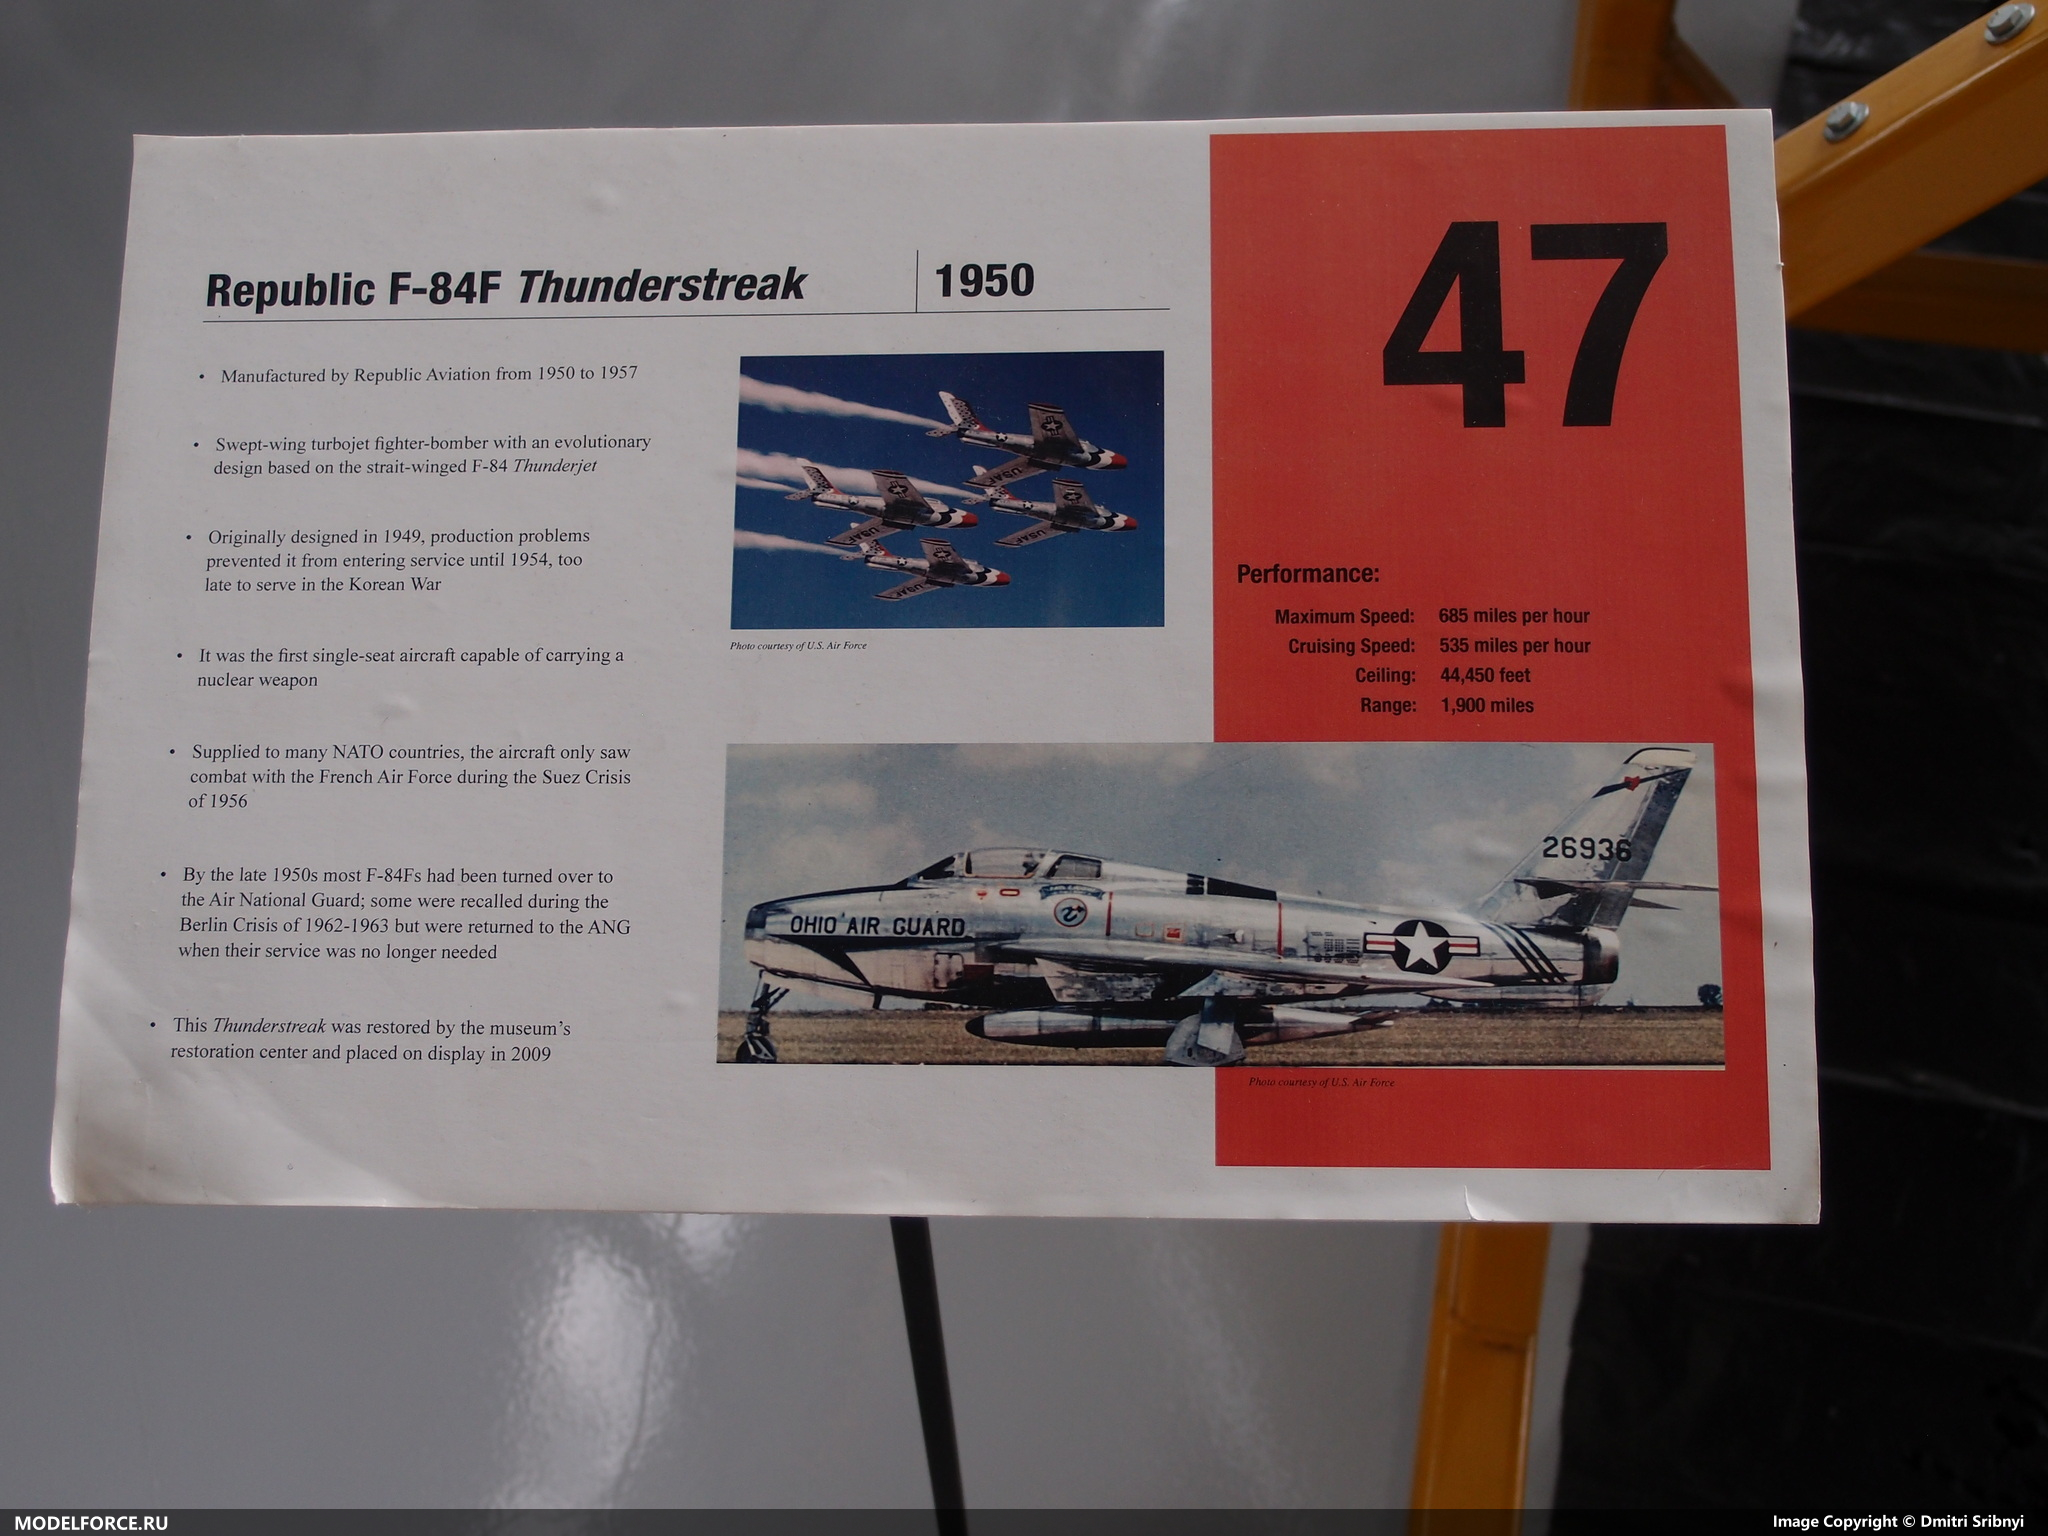 47
Republic F-84F Thunderstreak
1950
• Manufactured by Republic Aviation from 1950 to 1957
• Swept-wing turbojet fighter-bomber with an evolutionary
design based on the strait-winged F-84 Thunderjet
• Originally designed in 1949, production problems
prevented it from entering service until 1954, too
late to serve in the Korean War
• It was the first single-seat aircraft capable of carrying a
nuclear weapon
• Supplied to many NATO countries, the aircraft only saw
combat with the French Air Force during the Suez Crisis
of 1956
• By the late 1950s most F-84Fs had been turned over to
the Air National Guard; some were recalled during the
Berlin Crisis of 1962-1963 but were returned to the ANG
when their service was no longer needed
• This Thunderstreak was restored by the museum's
restoration center and placed on display in 2009
USAF
USAF
USAF
USAF
Photo courtesy of U.S. Air Force
Performance:
Maximum Speed: 685 miles per hour
Cruising Speed: 535 miles per hour
Ceiling: 44,450 feet
Range: 1,900 miles
26936
OHIO AIR GUARD
Photo courtesy of U.S. Air Force
MODELFORCE.RU
Image Copyright © Dmitri Sribnyi